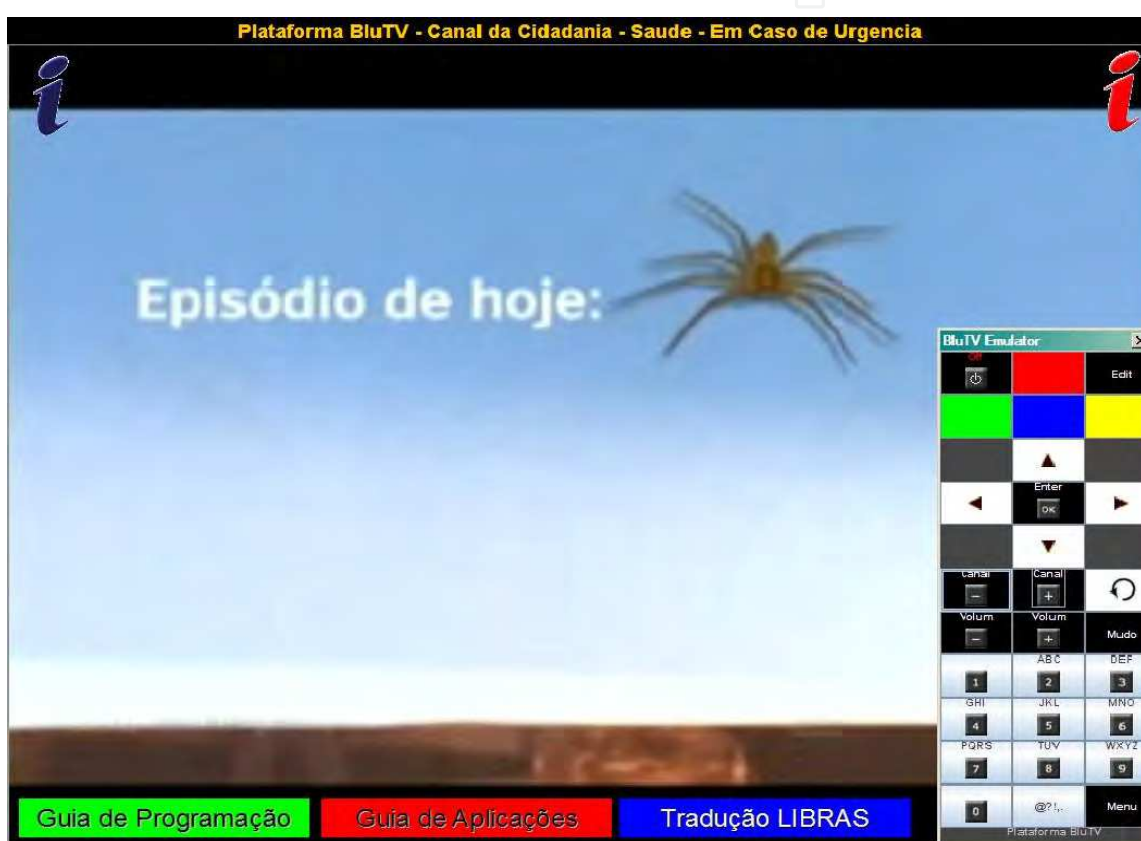 Plataforma BluTV - Canal da Cidadania - Saude - Em Caso de Urgencia
i
i
Episódio de hoje:
BluTV Emulator
Off
Edit
Enter
OK
Canal Canal
- +
Volum Volum
- + Mudo
ABC DEF
1 2 3
GHI JKL MNO
4 5 6
PQRS TUV WXYZ
7 8 9
0 @?!,. Menu
Plataforma BluTV
Guia de Programação Guia de Aplicações Tradução LIBRAS